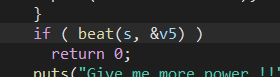 }
if ( beat(s, &v5) )
return 0;
puts("Give me more power !!"